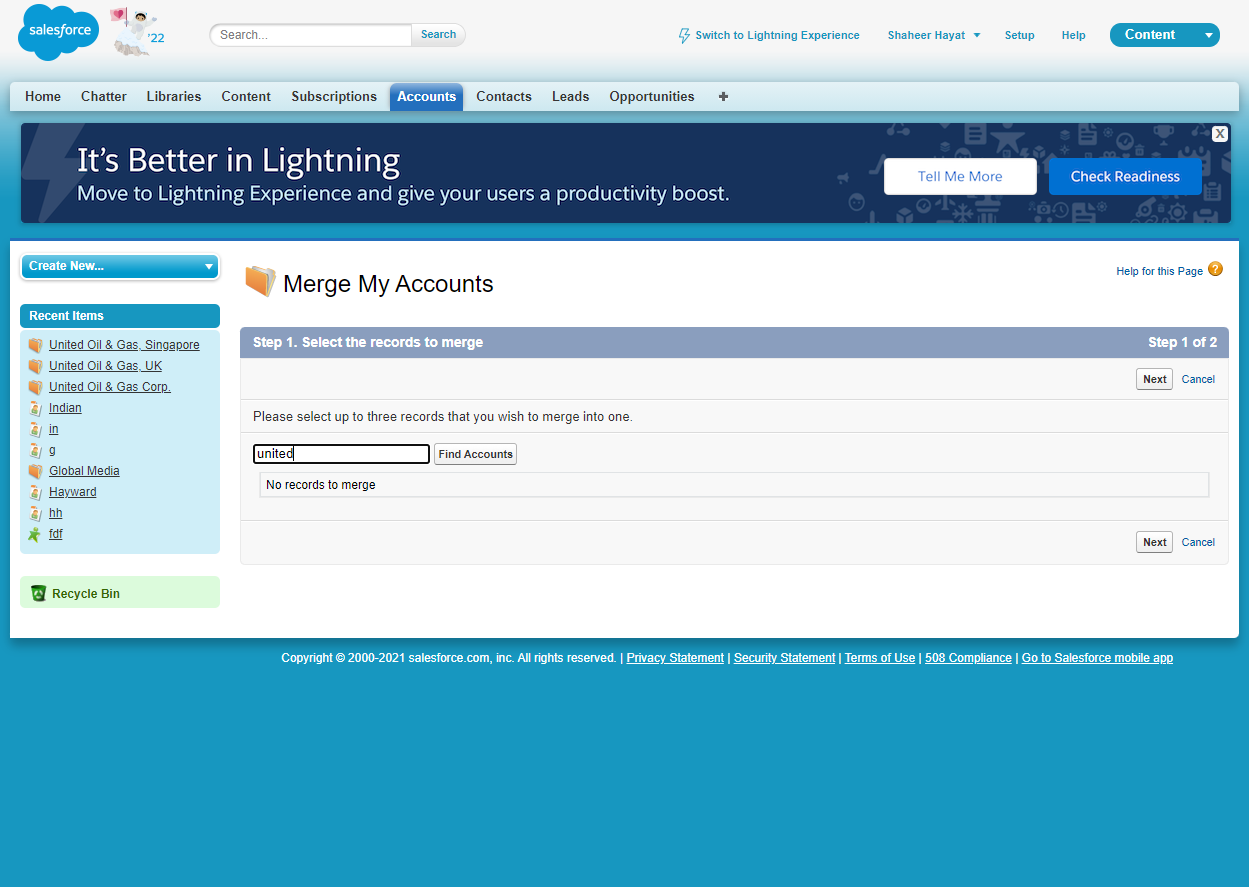 salesforce
'22
Search...
Search
Switch to Lightning Experience
Shaheer Hayat
Setup
Help
Content
Home
Chatter
Libraries
Content
Subscriptions
Accounts
Contacts
Leads
Opportunities
+
It's Better in Lightning
Move to Lightning Experience and give your users a productivity boost.
Tell Me More
Check Readiness
X
Create New...
Recent Items
United Oil & Gas, Singapore
United Oil & Gas, UK
United Oil & Gas Corp.
Indian
in
g
Global Media
Hayward
hh
fdf
Recycle Bin
Merge My Accounts
Help for this Page ?
Step 1. Select the records to merge
Step 1 of 2
Next Cancel
Please select up to three records that you wish to merge into one.
united
Find Accounts
No records to merge
Next Cancel
Copyright © 2000-2021 salesforce.com, inc. All rights reserved. | Privacy Statement | Security Statement | Terms of Use | 508 Compliance | Go to Salesforce mobile app